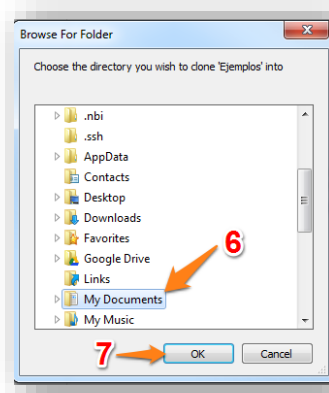 Browse For Folder
Choose the directory you wish to clone 'Ejemplos' into
.nbi
.ssh
AppData
Contacts
Desktop
Downloads
Favorites
6
Google Drive
Links
My Documents
My Music
7
OK Cancel